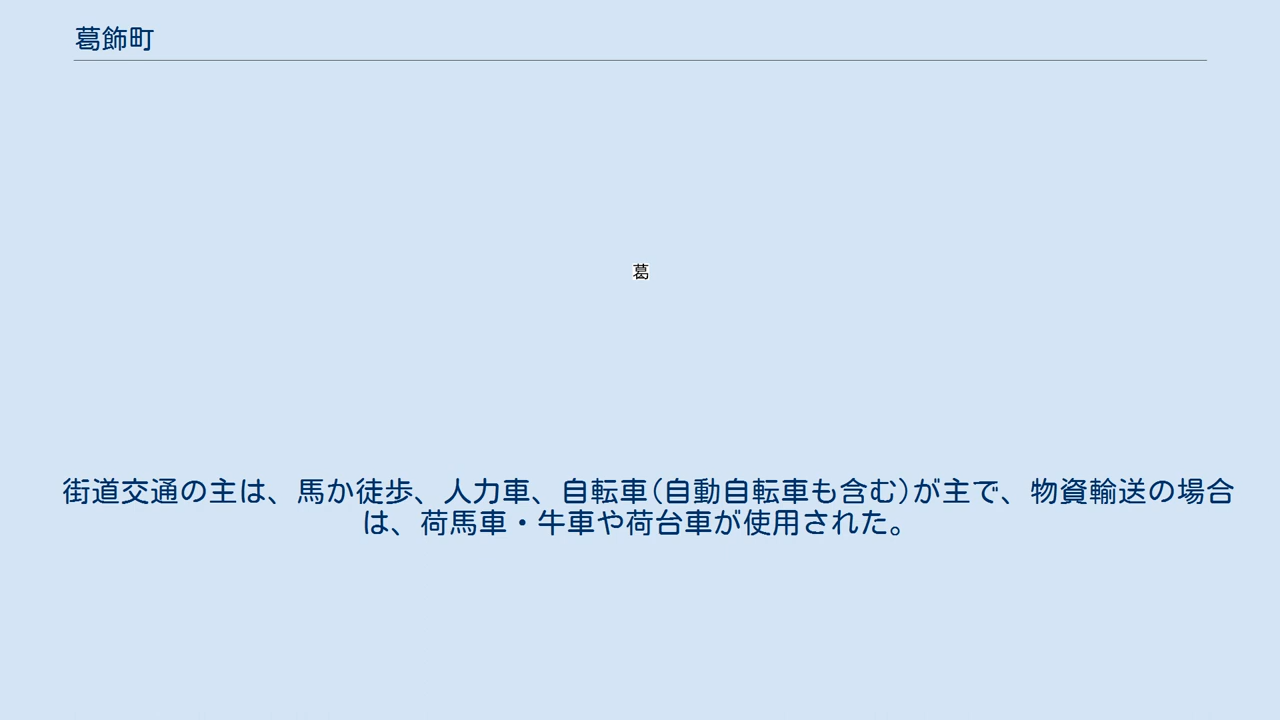 葛飾町
葛
街道交通の主は、馬か徒歩、人力車、自転車(自動自転車も含む)が主で、物資輸送の場合
は、荷馬車・牛車や荷台車が使用された。